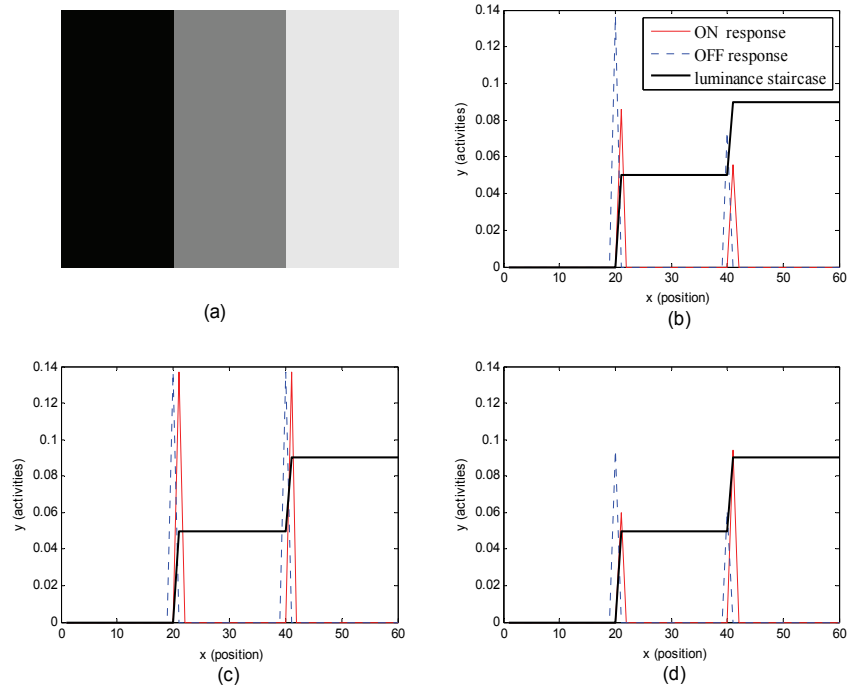 (a)
0.14
0.12
0.1
0.08
0.06
0.04
0.02
0
y (activities)
0 10 20 30 40 50 60
x (position)
ON response
OFF response
luminance staircase
(b)
0.14
0.12
0.1
0.08
0.06
0.04
0.02
0
y (activities)
0 10 20 30 40 50 60
x (position)
(c)
0.14
0.12
0.1
0.08
0.06
0.04
0.02
0
y (activities)
0 10 20 30 40 50 60
x (position)
(d)